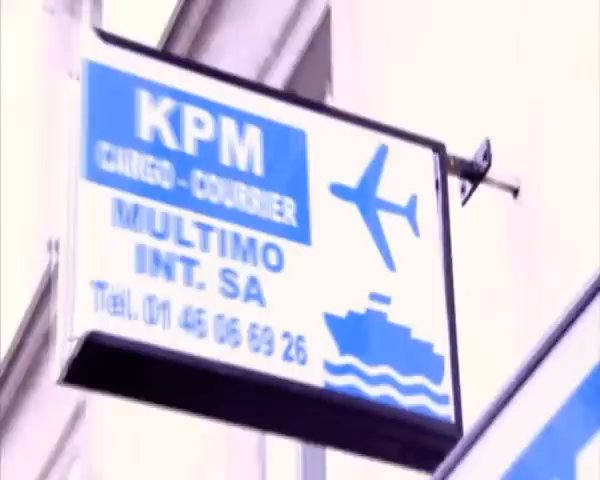 KPM
CARGO - COURRIER
MULTIMO
INT. SA
Tél. 01 46 06 69 26